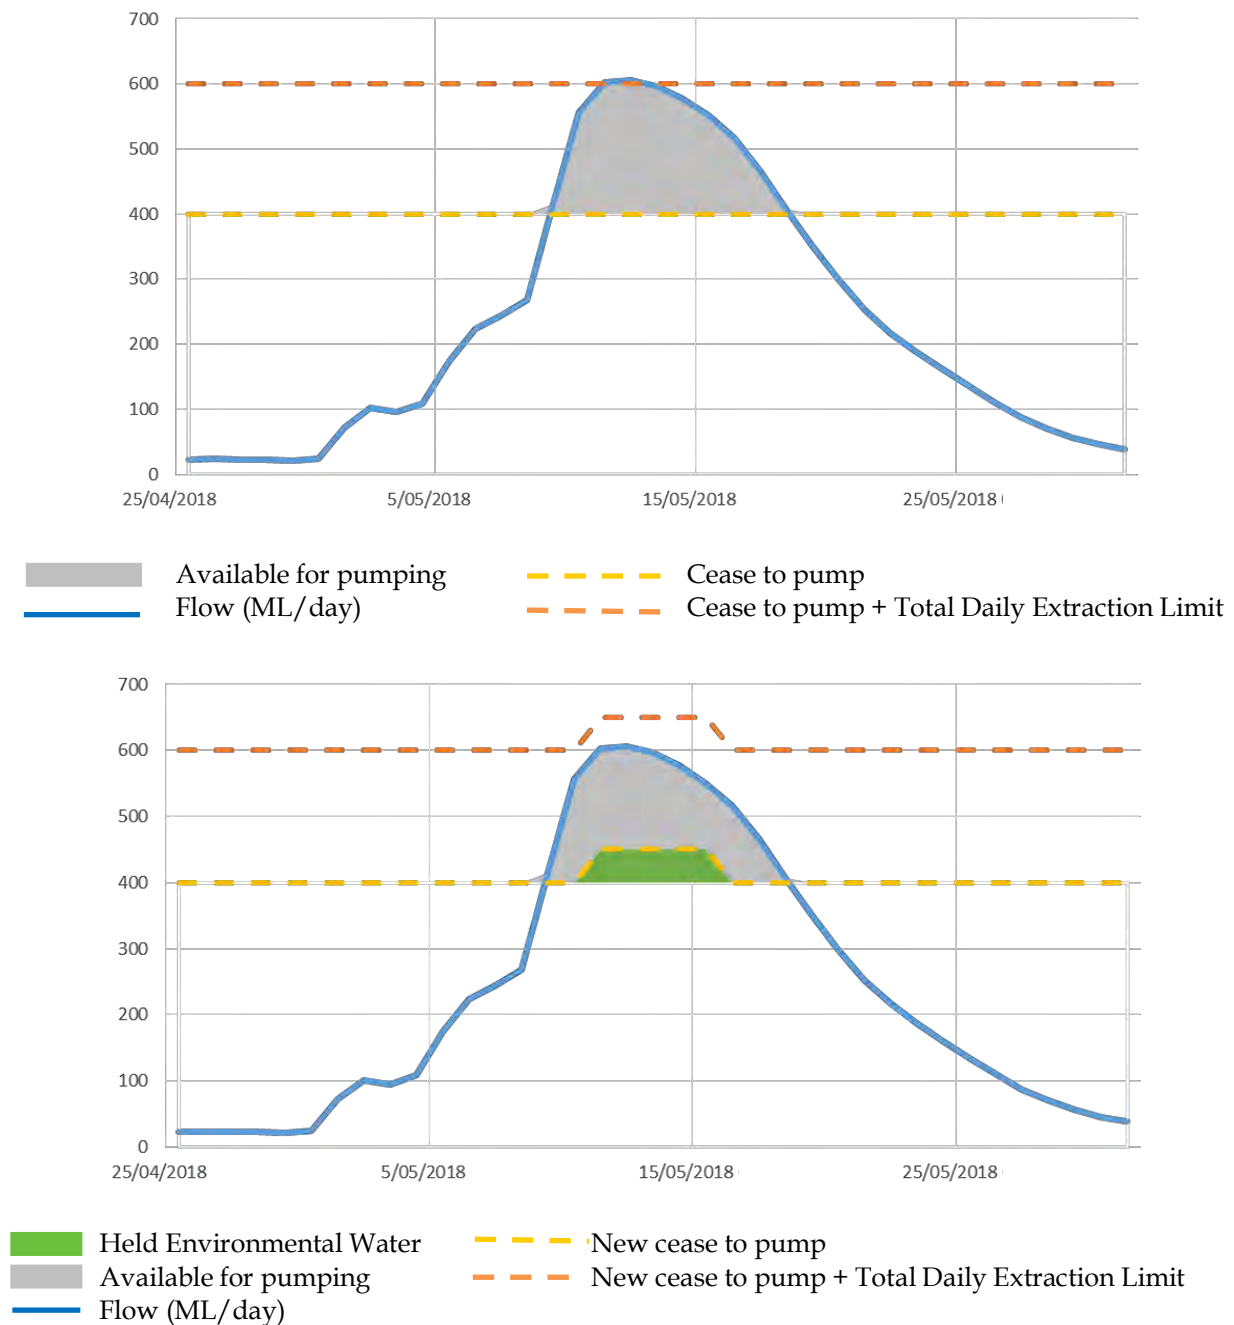 700
600
500
400
300
200
100
0
25/04/2018 5/05/2018 15/05/2018 25/05/2018
Available for pumping Cease to pump
Flow (ML/day) Cease to pump + Total Daily Extraction Limit
700
600
500
400
300
200
100
0
25/04/2018 5/05/2018 15/05/2018 25/05/2018
Held Environmental Water New cease to pump
Available for pumping New cease to pump + Total Daily Extraction Limit
Flow (ML/day)